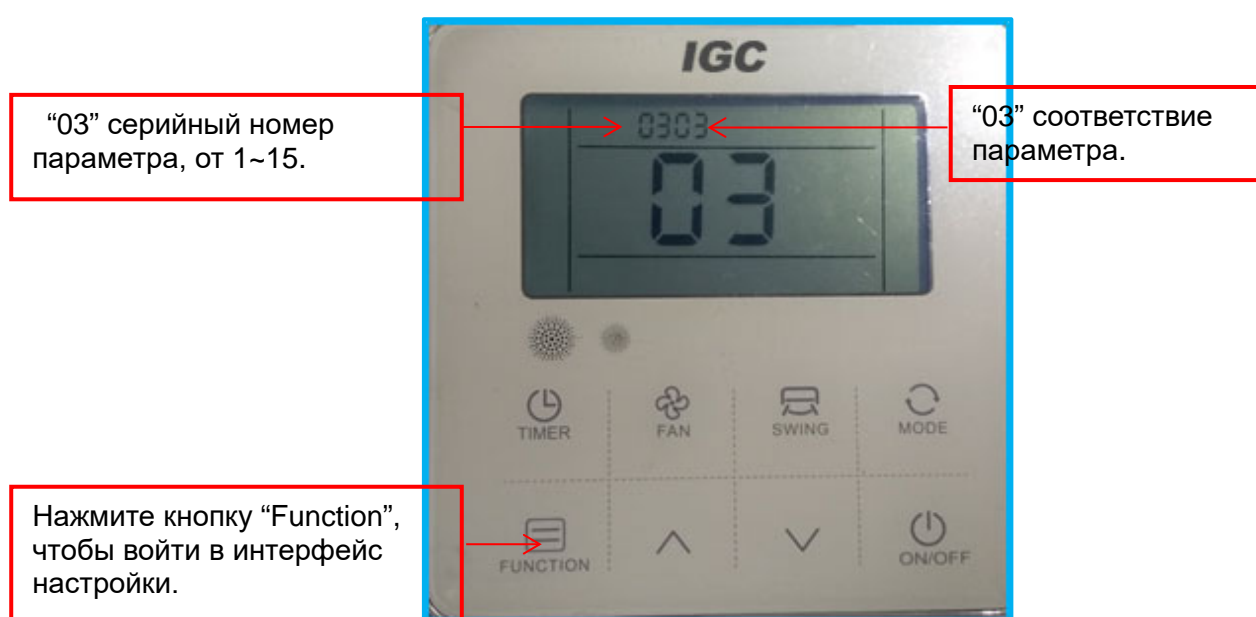 IGC
“03” серийный номер
параметра, от 1~15.
0303
“03” соответствие
параметра.
03
TIMER
FAN
SWING
MODE
Нажмите кнопку “Function”,
чтобы войти в интерфейс
настройки.
FUNCTION
ON/OFF